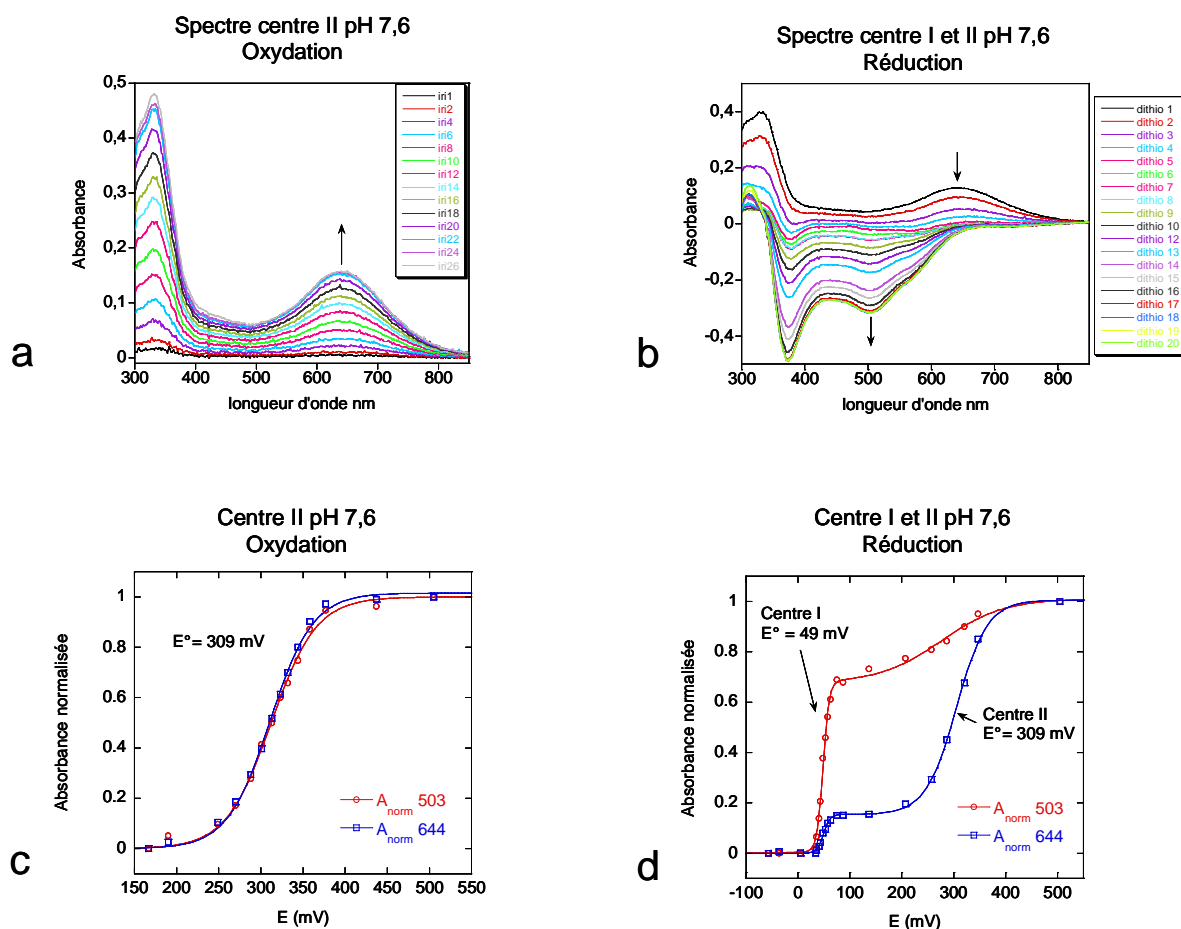 a
Spectre centre II pH 7,6
Oxydation
Absorbance
0,5
0,4
0,3
0,2
0,1
0
300 400 500 600 700 800
longueur d'onde nm
iri1
iri2
iri4
iri6
iri8
iri10
iri12
iri14
iri16
iri18
iri20
iri22
iri24
iri26
b
Spectre centre I et II pH 7,6
Réduction
Absorbance
0,4
0,2
0
-0,2
-0,4
300 400 500 600 700 800
longueur d'onde nm
dithio 1
dithio 2
dithio 3
dithio 4
dithio 5
dithio 6
dithio 7
dithio 8
dithio 9
dithio 10
dithio 12
dithio 13
dithio 14
dithio 15
dithio 16
dithio 17
dithio 18
dithio 19
dithio 20
c
Centre II pH 7,6
Oxydation
Absorbance normalisée
1
0.8
0.6
0.4
0.2
0
E°= 309 mV
A norm 503
A norm 644
150 200 250 300 350 400 450 500 550
E (mV)
d
Centre I et II pH 7,6
Réduction
Absorbance normalisée
1
0.8
0.6
0.4
0.2
0
Centre I
E° = 49 mV
Centre II
E°= 309 mV
A norm 503
A norm 644
-100 0 100 200 300 400 500
E (mV)